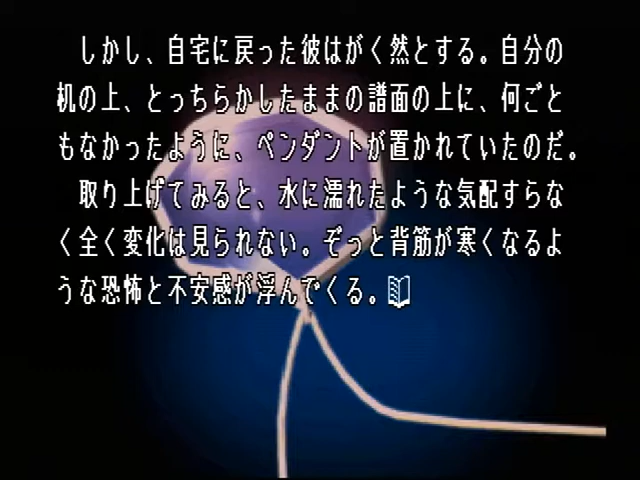 しかし、自宅に戻った彼はがく然とする。自分の
机の上、とっちらかしたままの譜面の上に、何ごと
もなかったように、ペンダントが置かれていたのだ。
取り上げてみると、水に濡れたような気配すらな
く全く変化は見られない。ぞっと背筋が寒くなるよ
うな恐怖と不安感が浮んでくる。